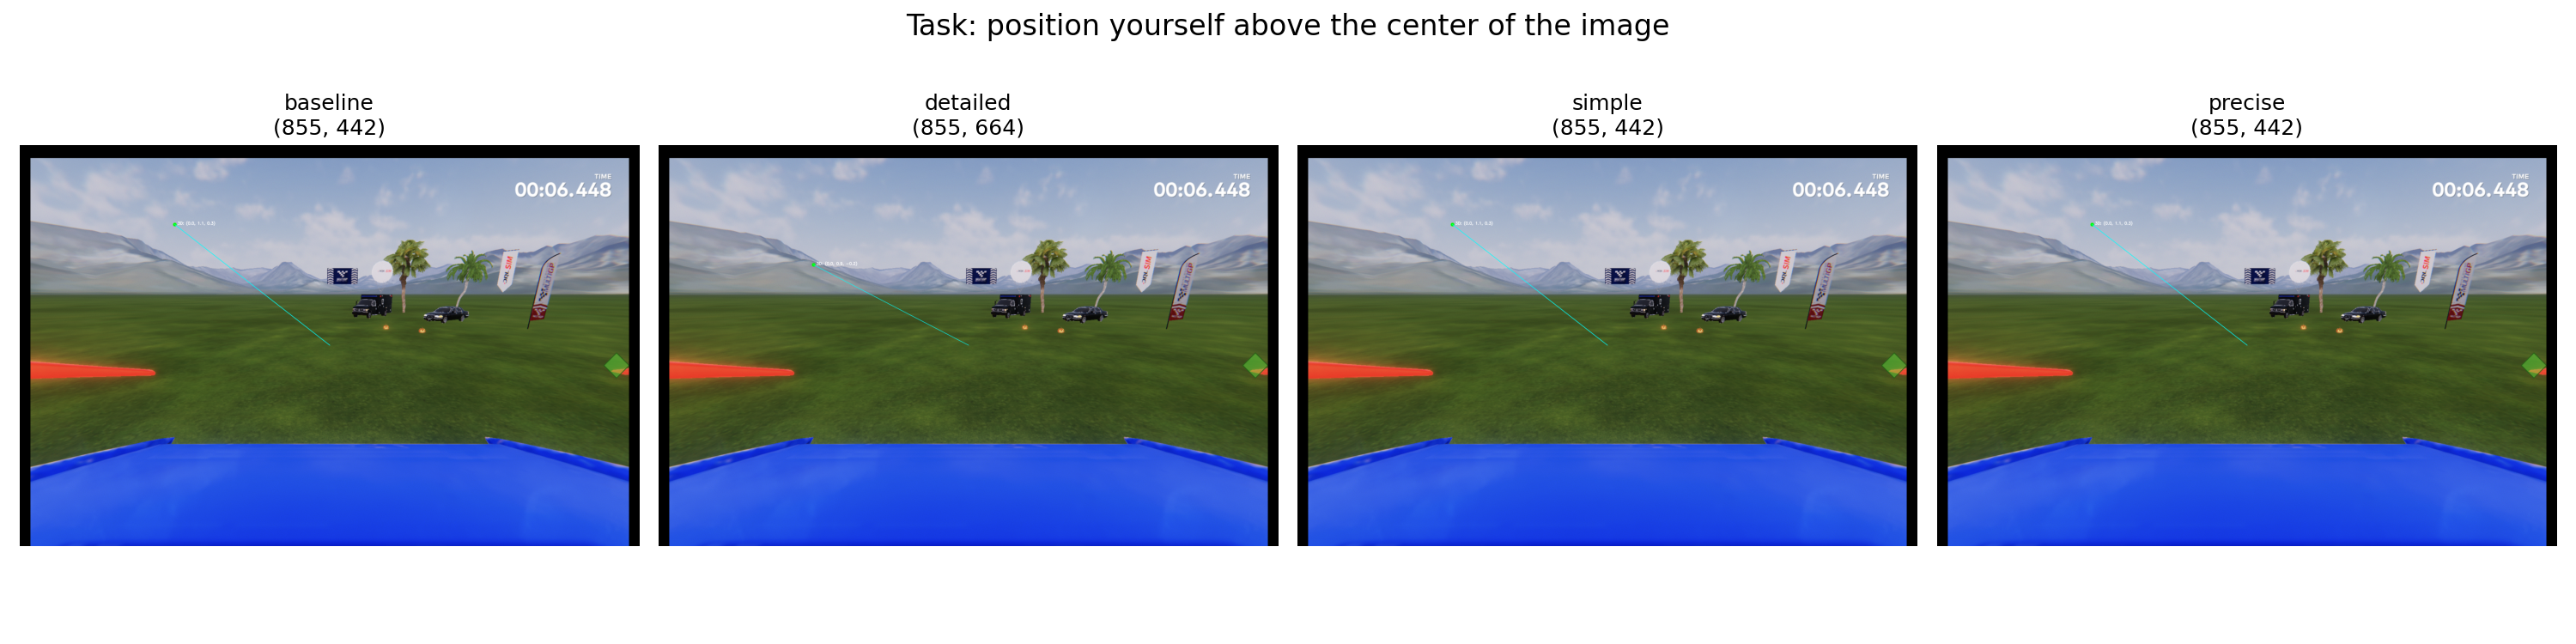 Task: position yourself above the center of the image
baseline
(855, 442)
TIME
00:06.448
detailed
(855, 664)
TIME
00:06.448
simple
(855, 442)
TIME
00:06.448
precise
(855, 442)
TIME
00:06.448